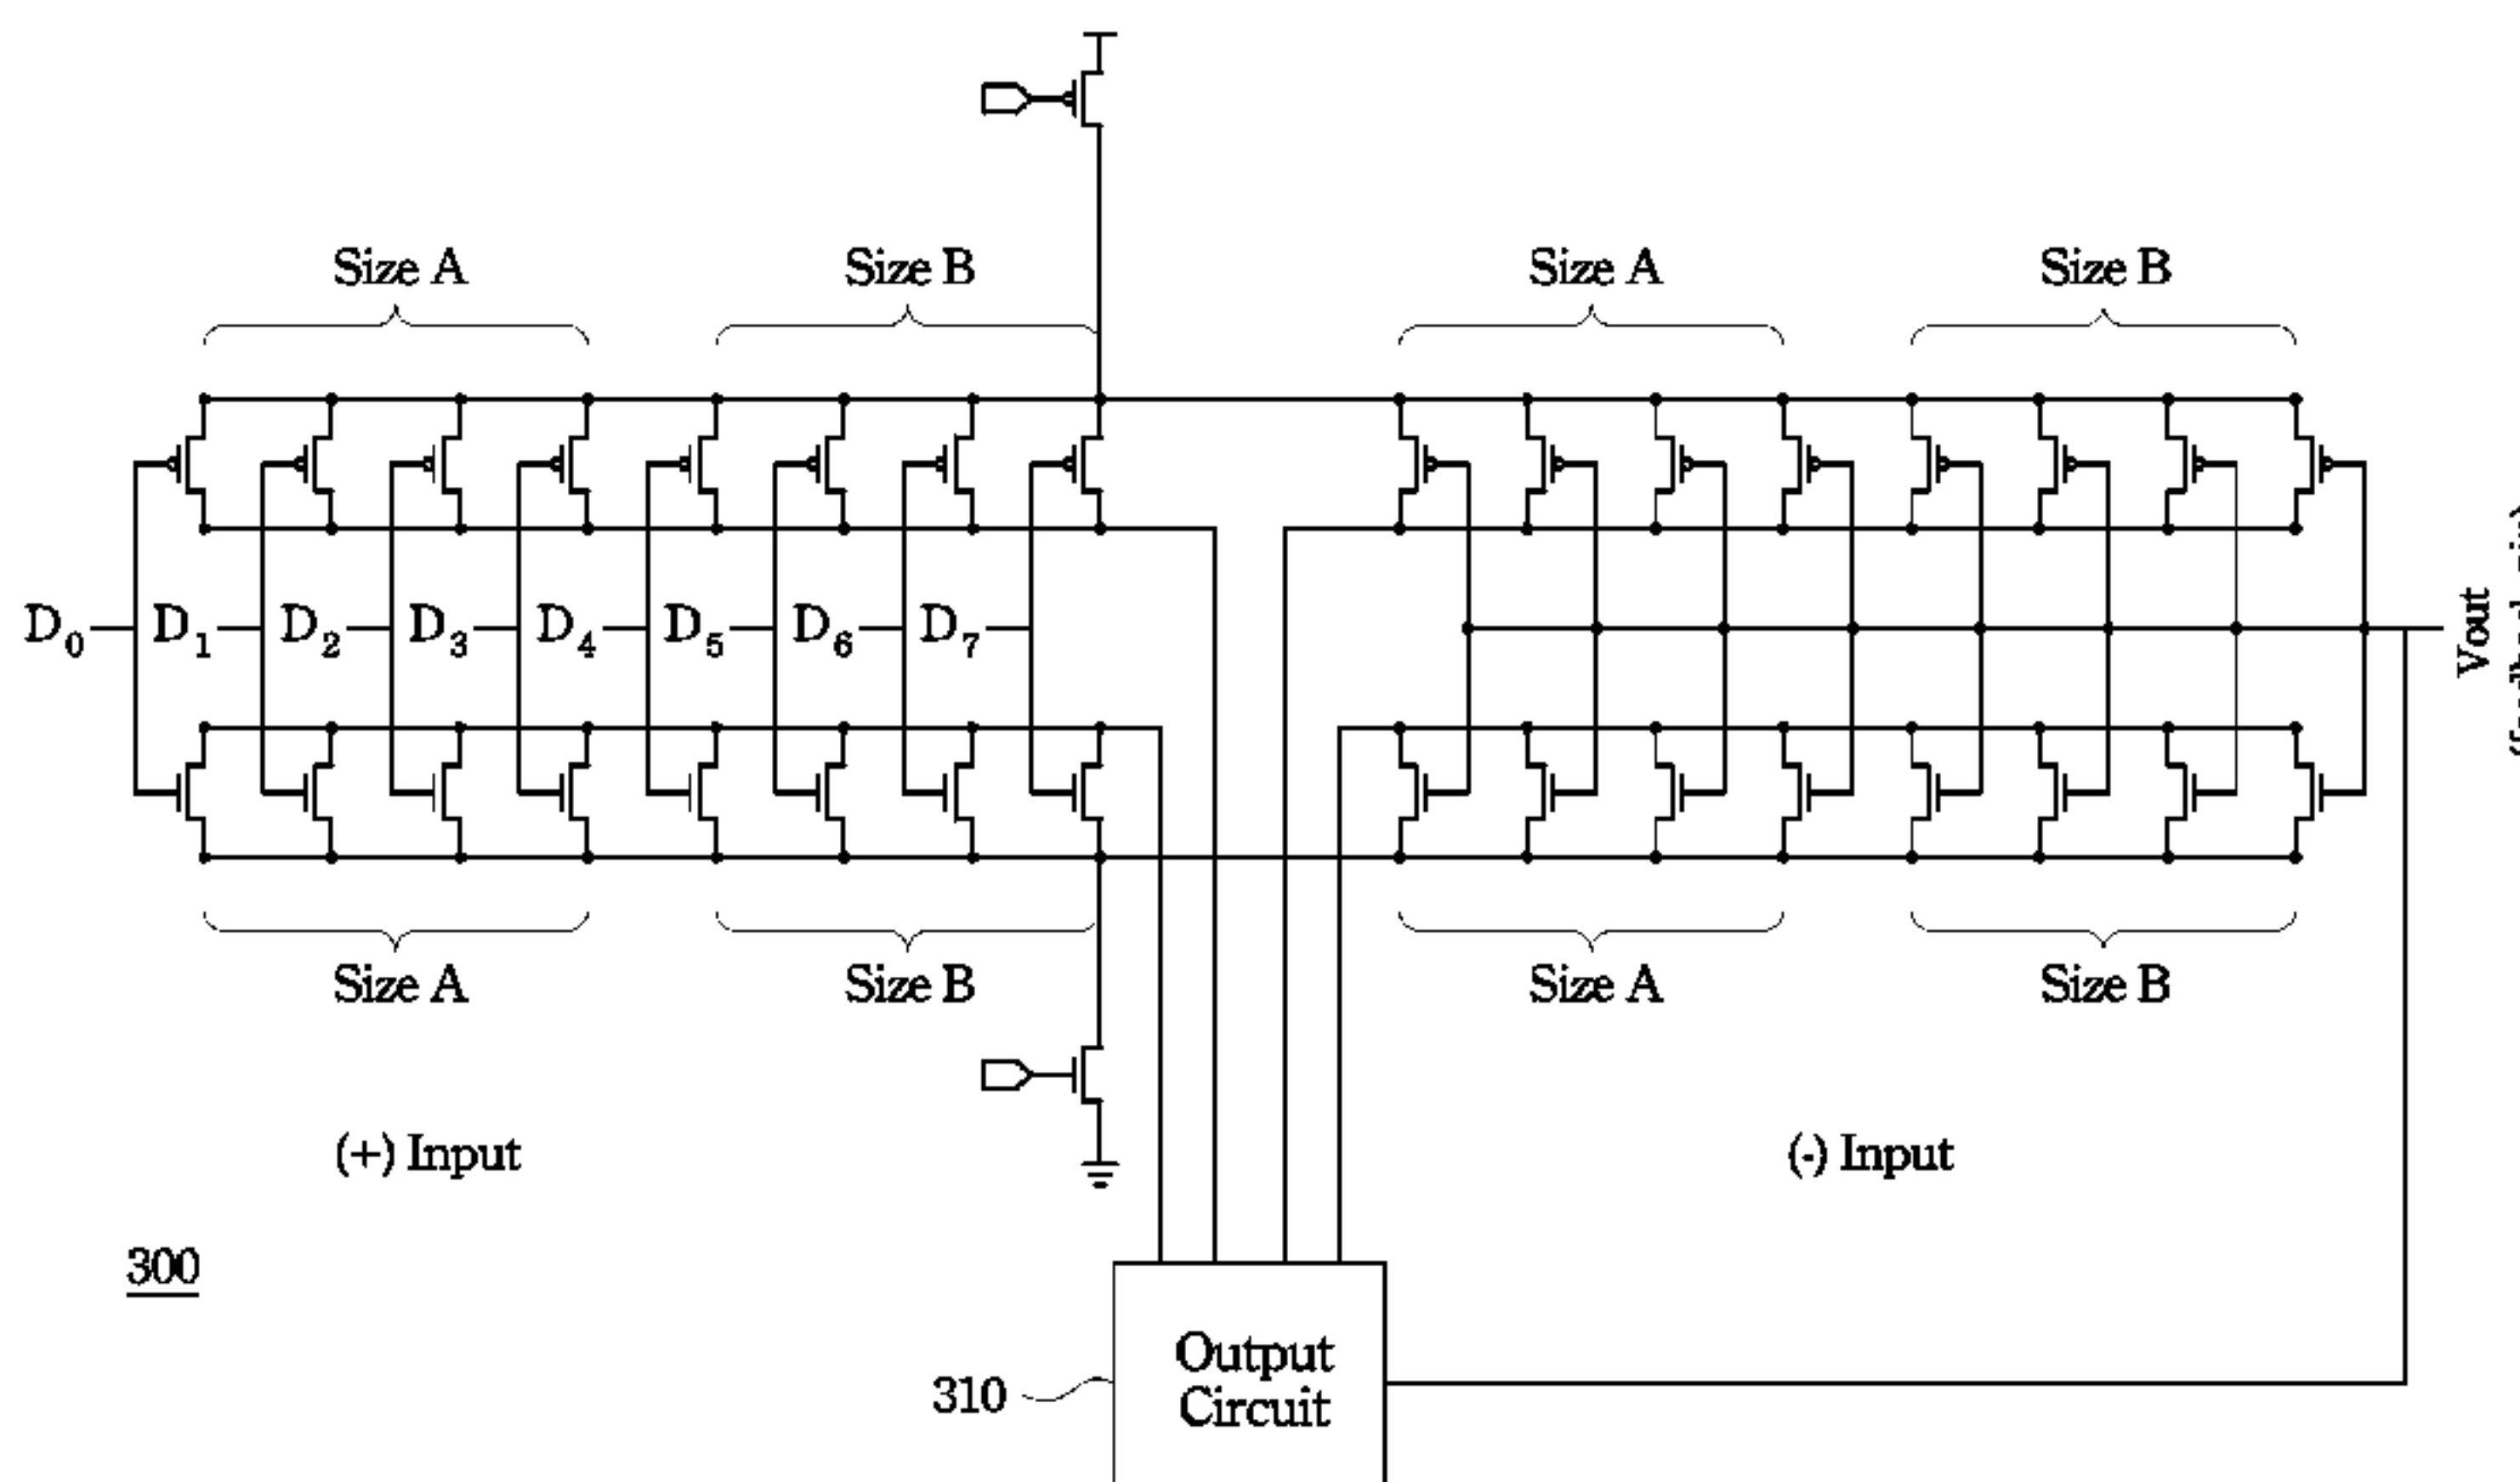 Size A
Size B
Size A
Size B
D0 D1 D2 D3 D4 D5 D6 D7
Vout
Size A
Size B
Size A
Size B
(+) Input
(-) Input
300
310
Output
Circuit